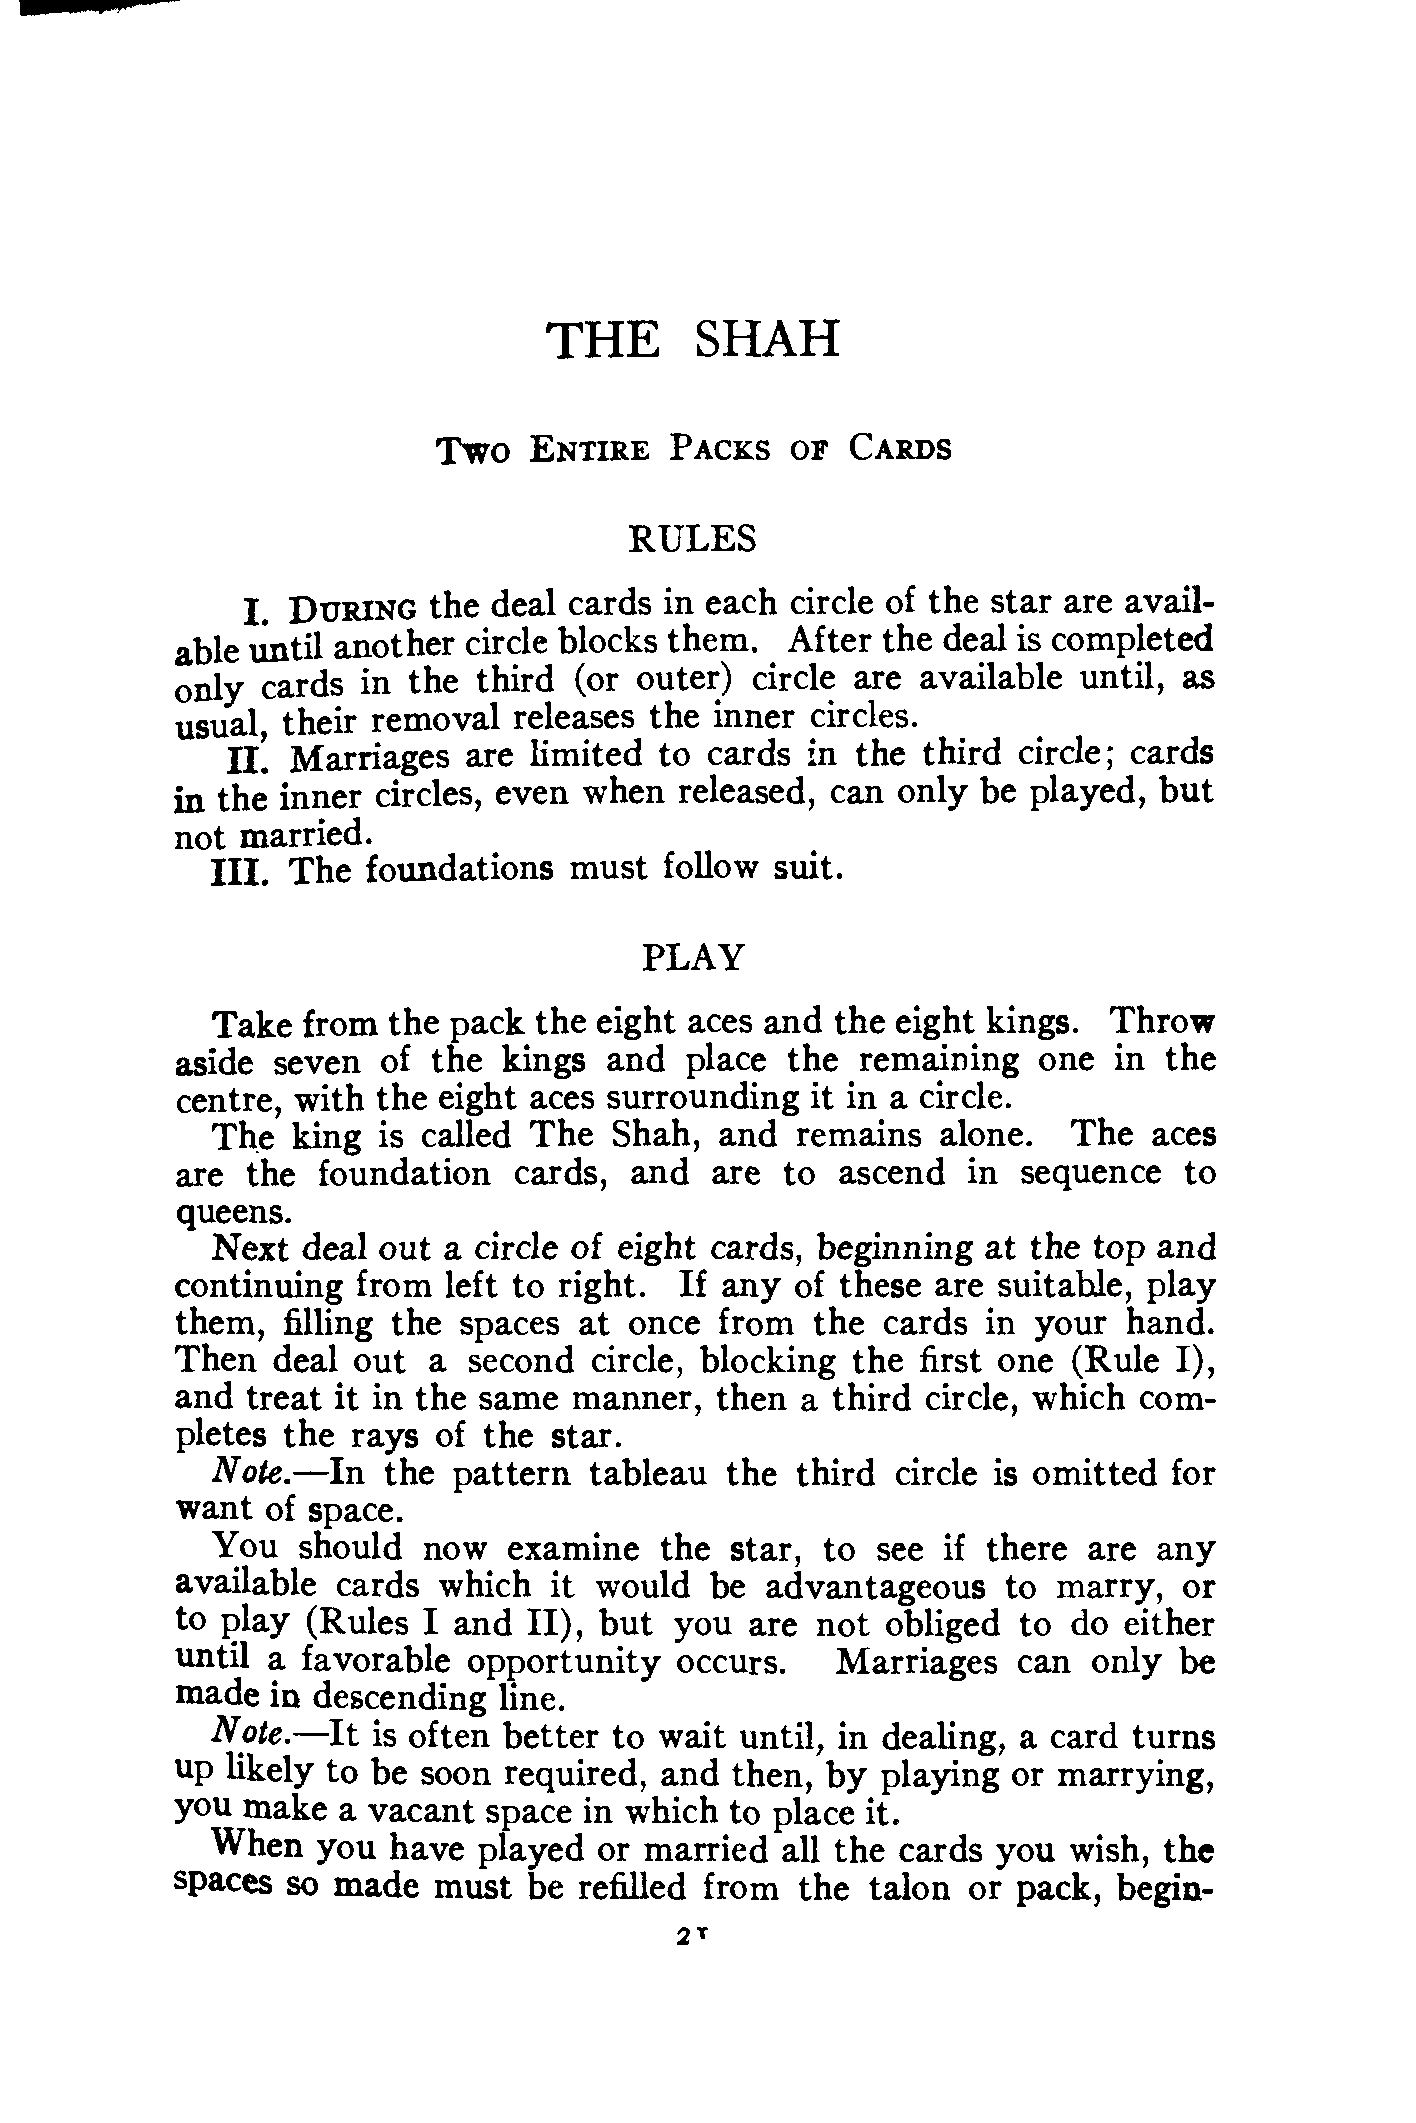 THE SHAH
Two Entire Packs of Cards
RULES
I. During the deal cards in each circle of the star are avail-
able until another circle blocks them. After the deal is completed
only cards in the third (or outer) circle are available until, as
usual, their removal releases the inner circles.
II. Marriages are limited to cards in the third circle; cards
in the inner circles, even when released, can only be played, but
not married.
III. The foundations must follow suit.
PLAY
Take from the pack the eight aces and the eight kings. Throw
aside seven of the kings and place the remaining one in the
centre, with the eight aces surrounding it in a circle.
The king is called The Shah, and remains alone. The aces
are the foundation cards, and are to ascend in sequence to
queens.
Next deal out a circle of eight cards, beginning at the top and
continuing from left to right. If any of these are suitable, play
them, filling the spaces at once from the cards in your hand.
Then deal out a second circle, blocking the first one (Rule I),
and treat it in the same manner, then a third circle, which com-
pletes the rays of the star.
Note.—In the pattern tableau the third circle is omitted for
want of space.
You should now examine the star, to see if there are any
available cards which it would be advantageous to marry, or
to play (Rules I and II), but you are not obliged to do either
until a favorable opportunity occurs. Marriages can only be
made in descending line.
Note.—It is often better to wait until, in dealing, a card turns
up likely to be soon required, and then, by playing or marrying,
you make a vacant space in which to place it.
When you have played or married all the cards you wish, the
spaces so made must be refilled from the talon or pack, begin-
21